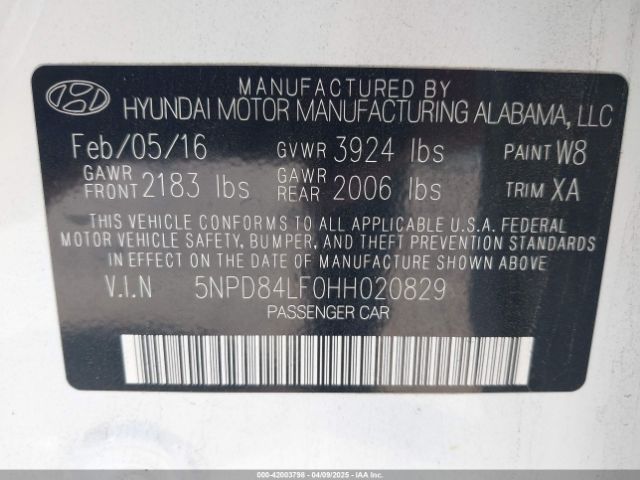 MANUFACTURED BY
HYUNDAI MOTOR MANUFACTURING ALABAMA, LLC
Feb/05/16 GVWR 3924 lbs PAINT W8
GAWR FRONT 2183 lbs GAWR REAR 2006 lbs TRIM XA
THIS VEHICLE CONFORMS TO ALL APPLICABLE U.S.A. FEDERAL
MOTOR VEHICLE SAFETY, BUMPER, AND THEFT PREVENTION STANDARDS
IN EFFECT ON THE DATE OF MANUFACTURE SHOWN ABOVE.
V.I.N 5NPD84LF0HH020829
PASSENGER CAR
000-42003798 04/09/2025 IAA, Inc.